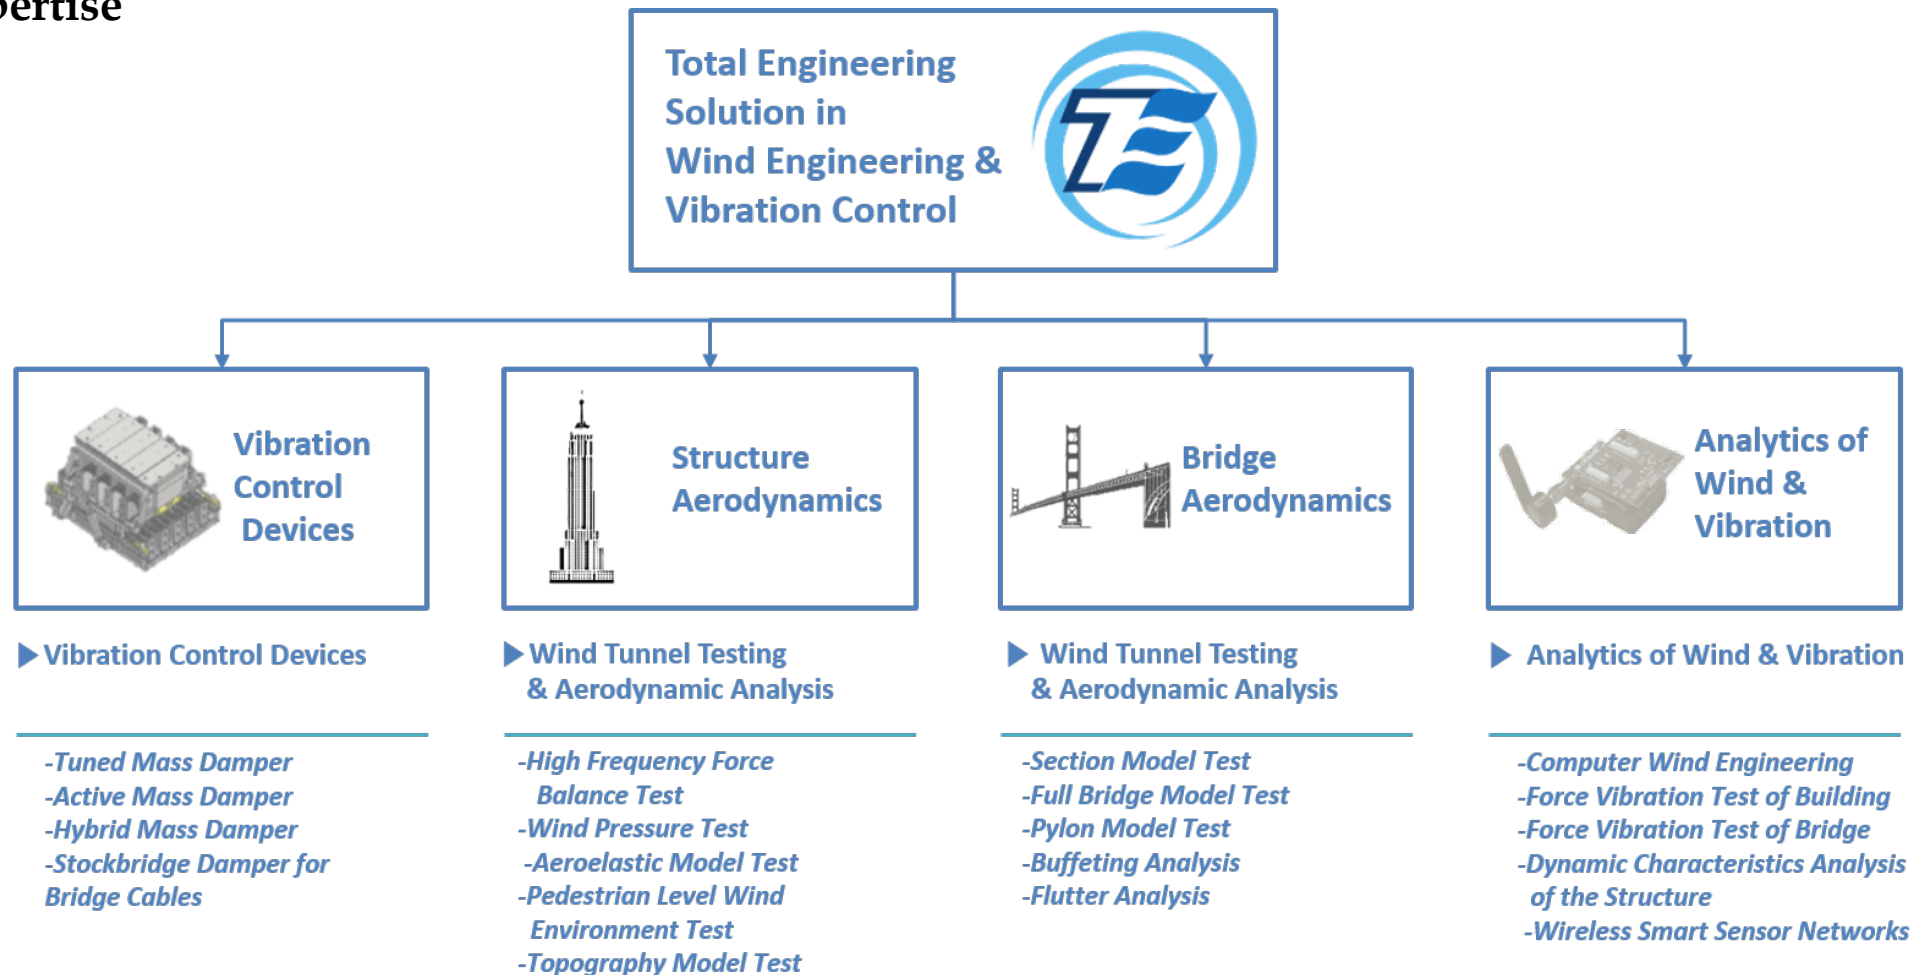 pertise
Total Engineering
Solution in
Wind Engineering &
Vibration Control
Vibration
Control
Devices
Structure
Aerodynamics
Bridge
Aerodynamics
Analytics of
Wind &
Vibration
Vibration Control Devices
-Tuned Mass Damper
-Active Mass Damper
-Hybrid Mass Damper
-Stockbridge Damper for
Bridge Cables
Wind Tunnel Testing
& Aerodynamic Analysis
-High Frequency Force
Balance Test
-Wind Pressure Test
-Aeroelastic Model Test
-Pedestrian Level Wind
Environment Test
-Topography Model Test
Wind Tunnel Testing
& Aerodynamic Analysis
-Section Model Test
-Full Bridge Model Test
-Pylon Model Test
-Buffeting Analysis
-Flutter Analysis
Analytics of Wind & Vibration
-Computer Wind Engineering
-Force Vibration Test of Building
-Force Vibration Test of Bridge
-Dynamic Characteristics Analysis
of the Structure
-Wireless Smart Sensor Networks